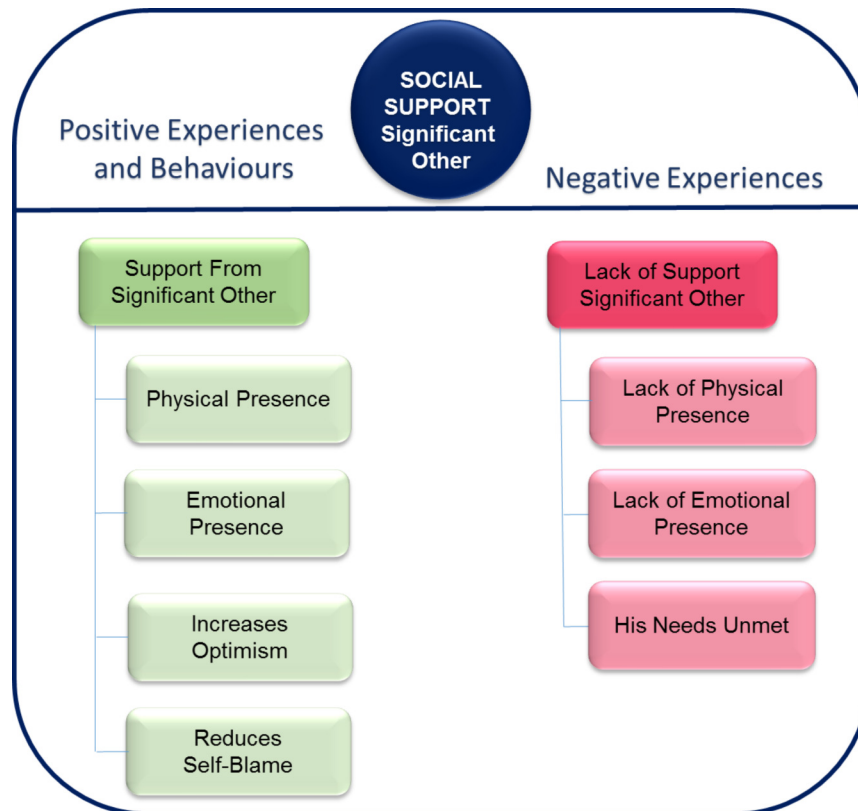 SOCIAL
SUPPORT
Significant
Other
Positive Experiences
and Behaviours
Negative Experiences
Support From
Significant Other
Physical Presence
Emotional
Presence
Increases
Optimism
Reduces
Self-Blame
Lack of Support
Significant Other
Lack of Physical
Presence
Lack of Emotional
Presence
His Needs Unmet